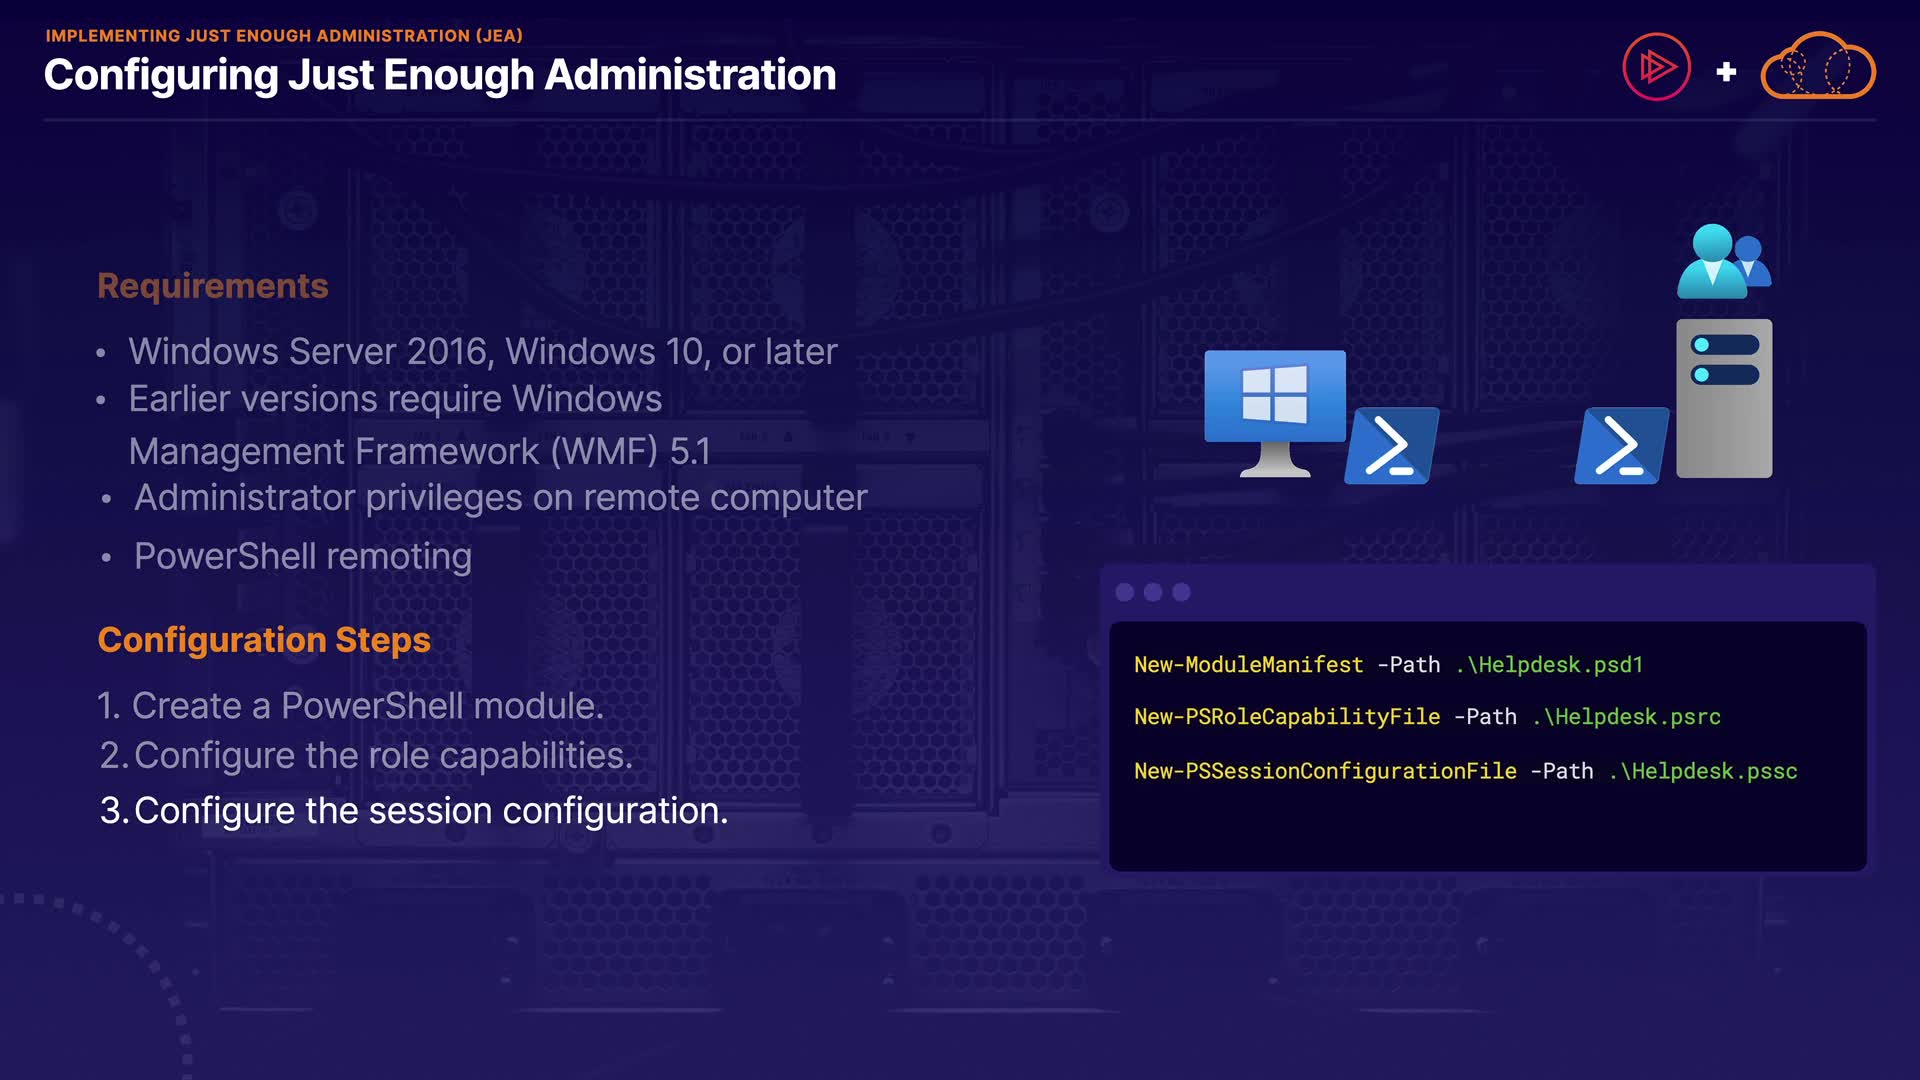 IMPLEMENTING JUST ENOUGH ADMINISTRATION (JEA)
Configuring Just Enough Administration
Requirements
• Windows Server 2016, Windows 10, or later
• Earlier versions require Windows
Management Framework (WMF) 5.1
• Administrator privileges on remote computer
• PowerShell remoting
Configuration Steps
1. Create a PowerShell module.
2. Configure the role capabilities.
3. Configure the session configuration.
New-ModuleManifest -Path .\Helpdesk.psd1
New-PSRoleCapabilityFile -Path .\Helpdesk.psrc
New-PSSessionConfigurationFile -Path .\Helpdesk.pssc